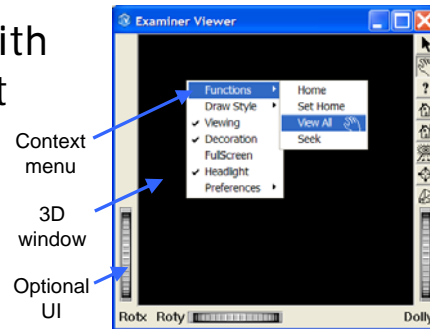 ith
t
Context
menu
3D
window
Optional
UI
Examiner Viewer
Functions
Draw Style
Viewing
Decoration
FullScreen
Headlight
Preferences
Home
Set Home
View All
Seek
?
Rotx Roty Dolly